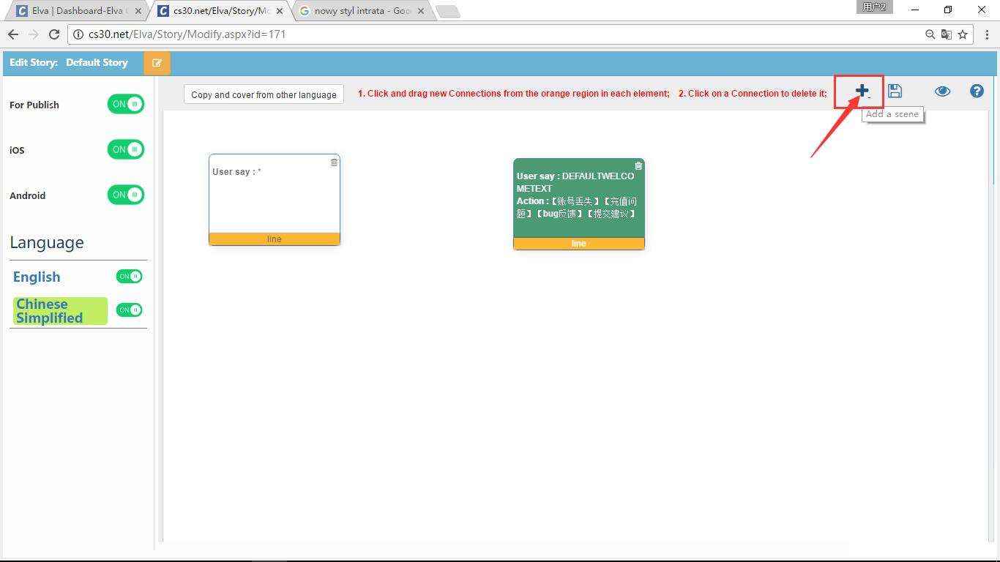 Elva | Dashboard-Elva
cs30.net/Elva/Story/Mo
nowy styl intrata - Goo
用户2
cs30.net/Elva/Story/Modify.aspx?id=171
Edit Story: Default Story
Copy and cover from other language
1. Click and drag new Connections from the orange region in each element; 2. Click on a Connection to delete it;
Add a scene
For Publish
ON
iOS
ON
Android
ON
Language
English
ON
Chinese
Simplified
ON
User say : *
line
User say : DEFAULTWELCO
METEXT
Action :【账号丢失】【充值问
题】【bug反馈】【提交建议】
line